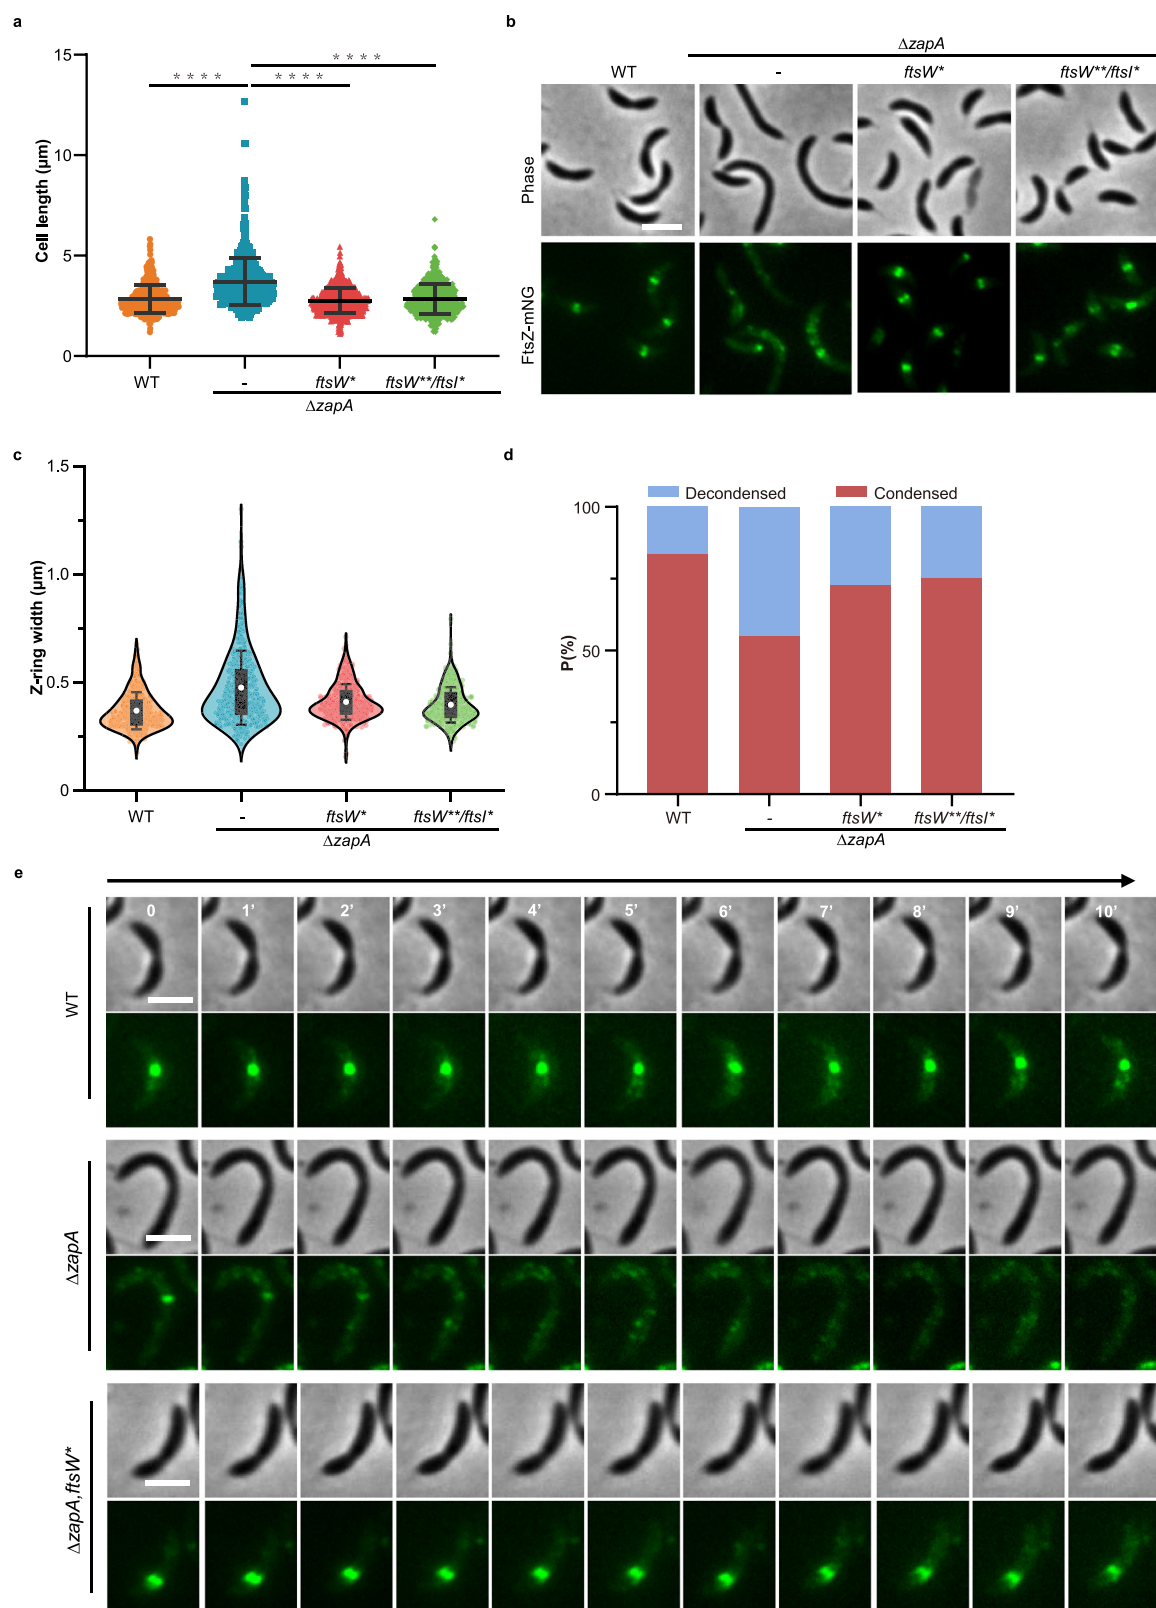 a
15
10
5
0
Cell length (µm)
****
****
****
WT
-
ftsW*
ftsW**/ftsI*
ΔzapA
b
ΔzapA
WT
-
ftsW*
ftsW**/ftsI*
Phase
FtsZ-mNG
c
1.5
1.0
0.5
0
Z-ring width (µm)
WT
-
ftsW*
ftsW**/ftsI*
ΔzapA
d
Decondensed
Condensed
100
50
0
P(%)
WT
-
ftsW*
ftsW**/ftsI*
ΔzapA
e
0 1’ 2’ 3’ 4’ 5’ 6’ 7’ 8’ 9’ 10’
WT
ΔzapA
ΔzapA,ftsW*